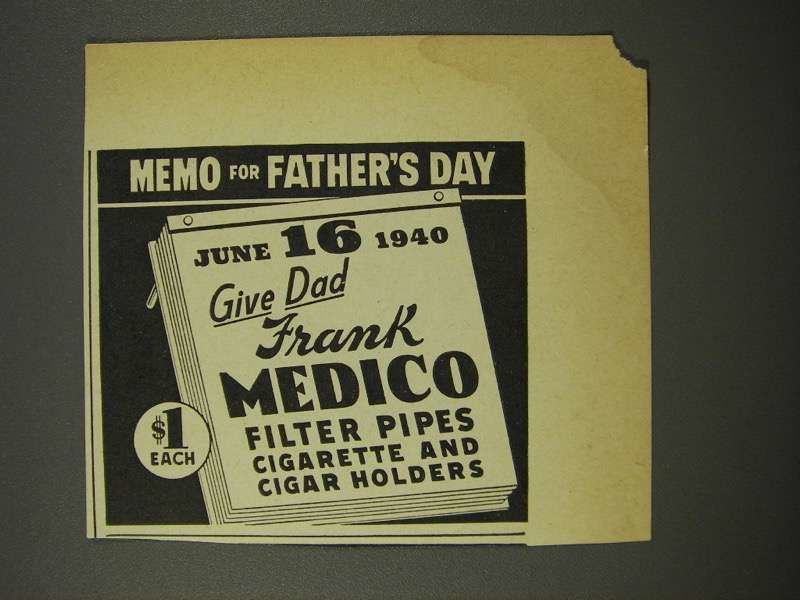 MEMO FOR FATHER'S DAY
JUNE 16 1940
Give Dad
Frank
MEDICO
FILTER PIPES
CIGARETTE AND
CIGAR HOLDERS
$1
EACH